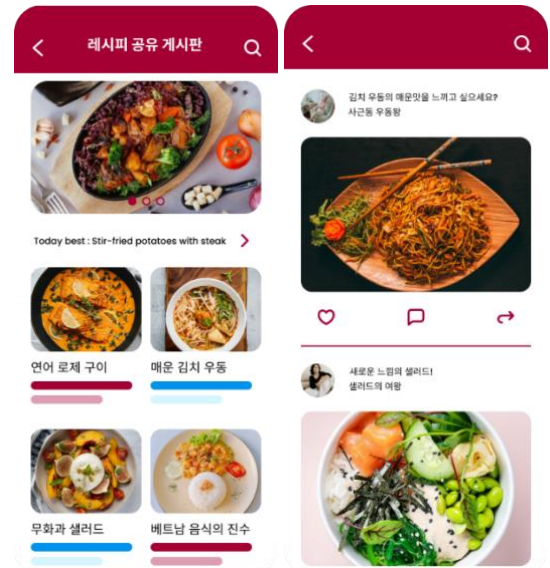 레시피 공유 게시판
Today best : Stir-fried potatoes with steak
연어 로제 구이
매운 김치 우동
무화과 샐러드
베트남 음식의 진수
김치 우동의 매운맛을 느끼고 싶으세요?
사근동 우동왕
새로운 느낌의 샐러드!
샐러드의 여왕